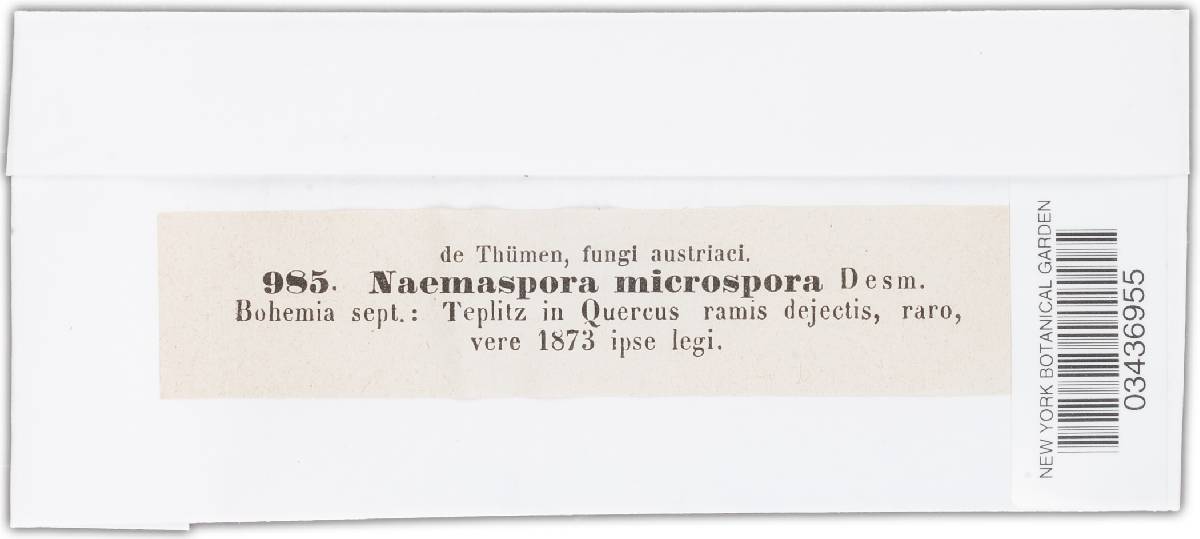 de Thümen, fungi austriaci.
985. Naemaspora microspora Desm.
Bohemia sept.: Teplitz in Quercus ramis dejectis, raro,
vere 1873 ipse legi.
NEW YORK BOTANICAL GARDEN
03436955